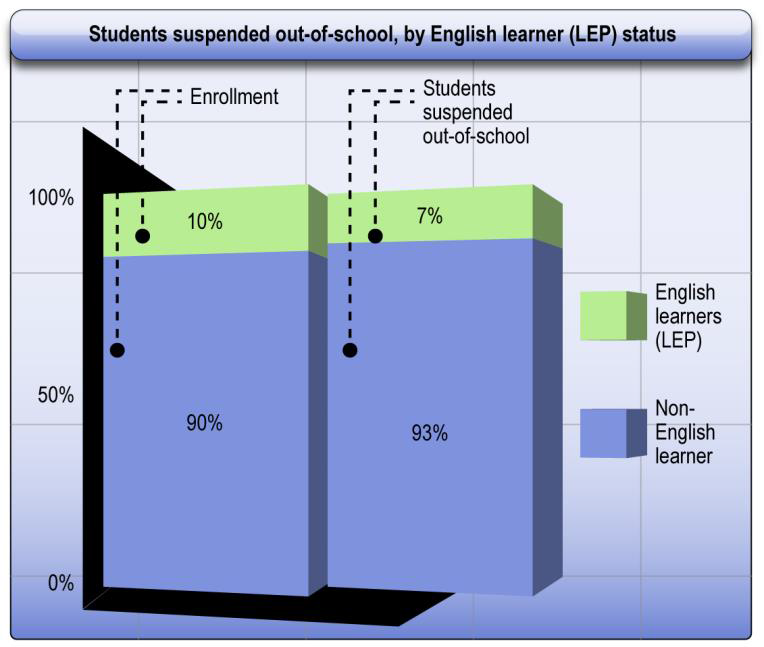 Students suspended out-of-school, by English learner (LEP) status
Enrollment
Students
suspended
out-of-school
100%
50%
0%
10%
7%
90%
93%
English
learners
(LEP)
Non-
English
learner